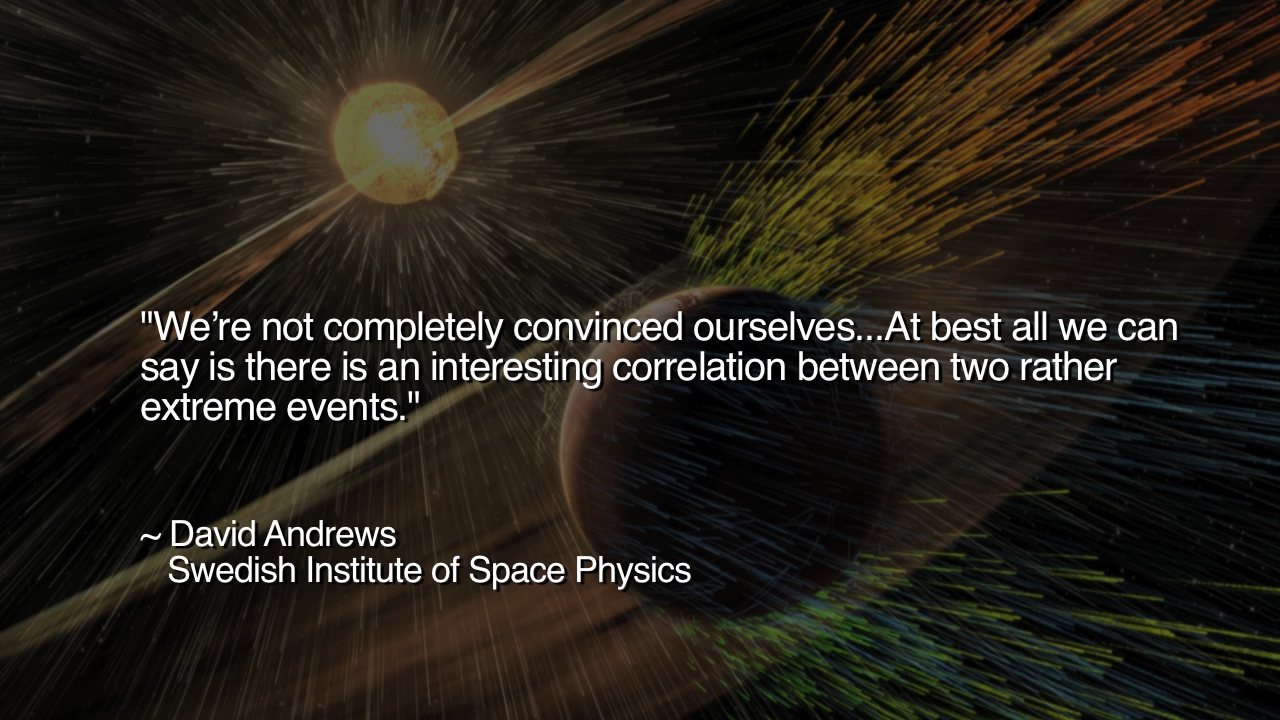 "We’re not completely convinced ourselves...At best all we can
say is there is an interesting correlation between two rather
extreme events."
~ David Andrews
Swedish Institute of Space Physics